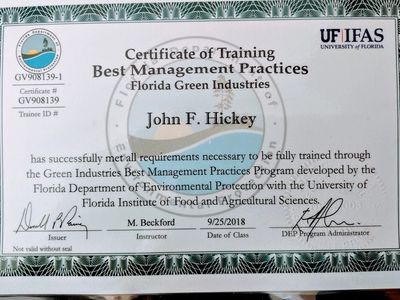 GV908139-1
Certificate #
GV908139
Trainee ID #
UF IFAS
UNIVERSITY of FLORIDA
Certificate of Training
Best Management Practices
Florida Green Industries
John F. Hickey
has successfully met all requirements necessary to be fully trained through
the Green Industries Best Management Practices Program developed by the
Florida Department of Environmental Protection with the University of
Florida Institute of Food and Agricultural Sciences.
M. Beckford
9/25/2018
Issuer
Instructor
Date of Class
DEP Program Administrator
Not valid without seal